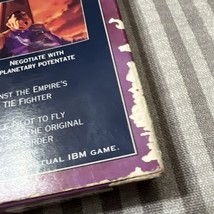 NEGOTIATE WITH
PLANETARY POTENTATE
NST THE EMPIRE'S
TIE FIGHTER
PILOT TO FLY
THE ORIGINAL
RDER
TUAL IBM GAME.